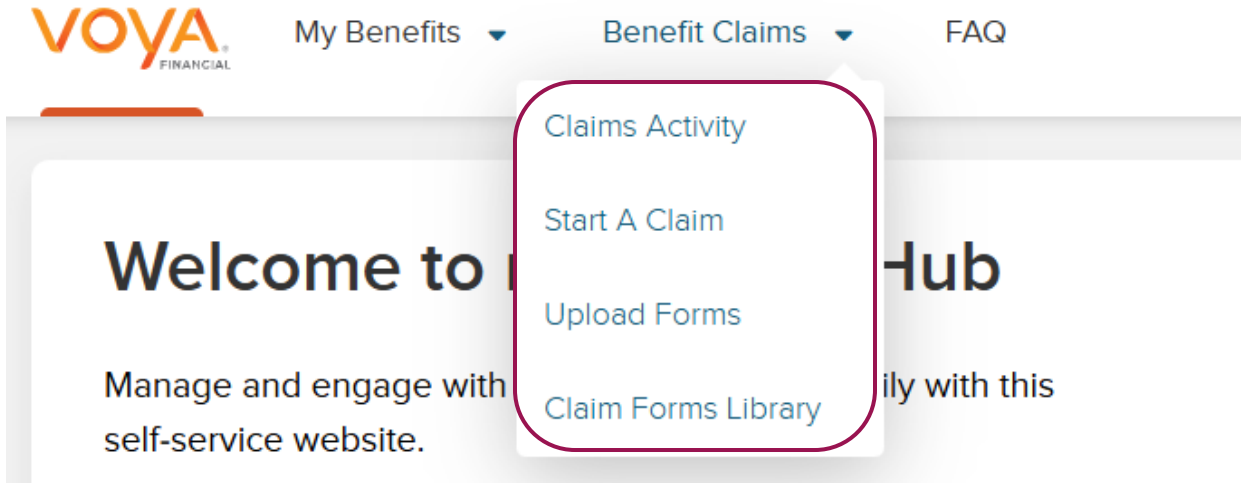 VOYA
FINANCIAL
My Benefits Benefit Claims FAQ
Claims Activity
Start A Claim
Welcome to Hub
Upload Forms
Manage and engage with ily with this
Claim Forms Library
self-service website.